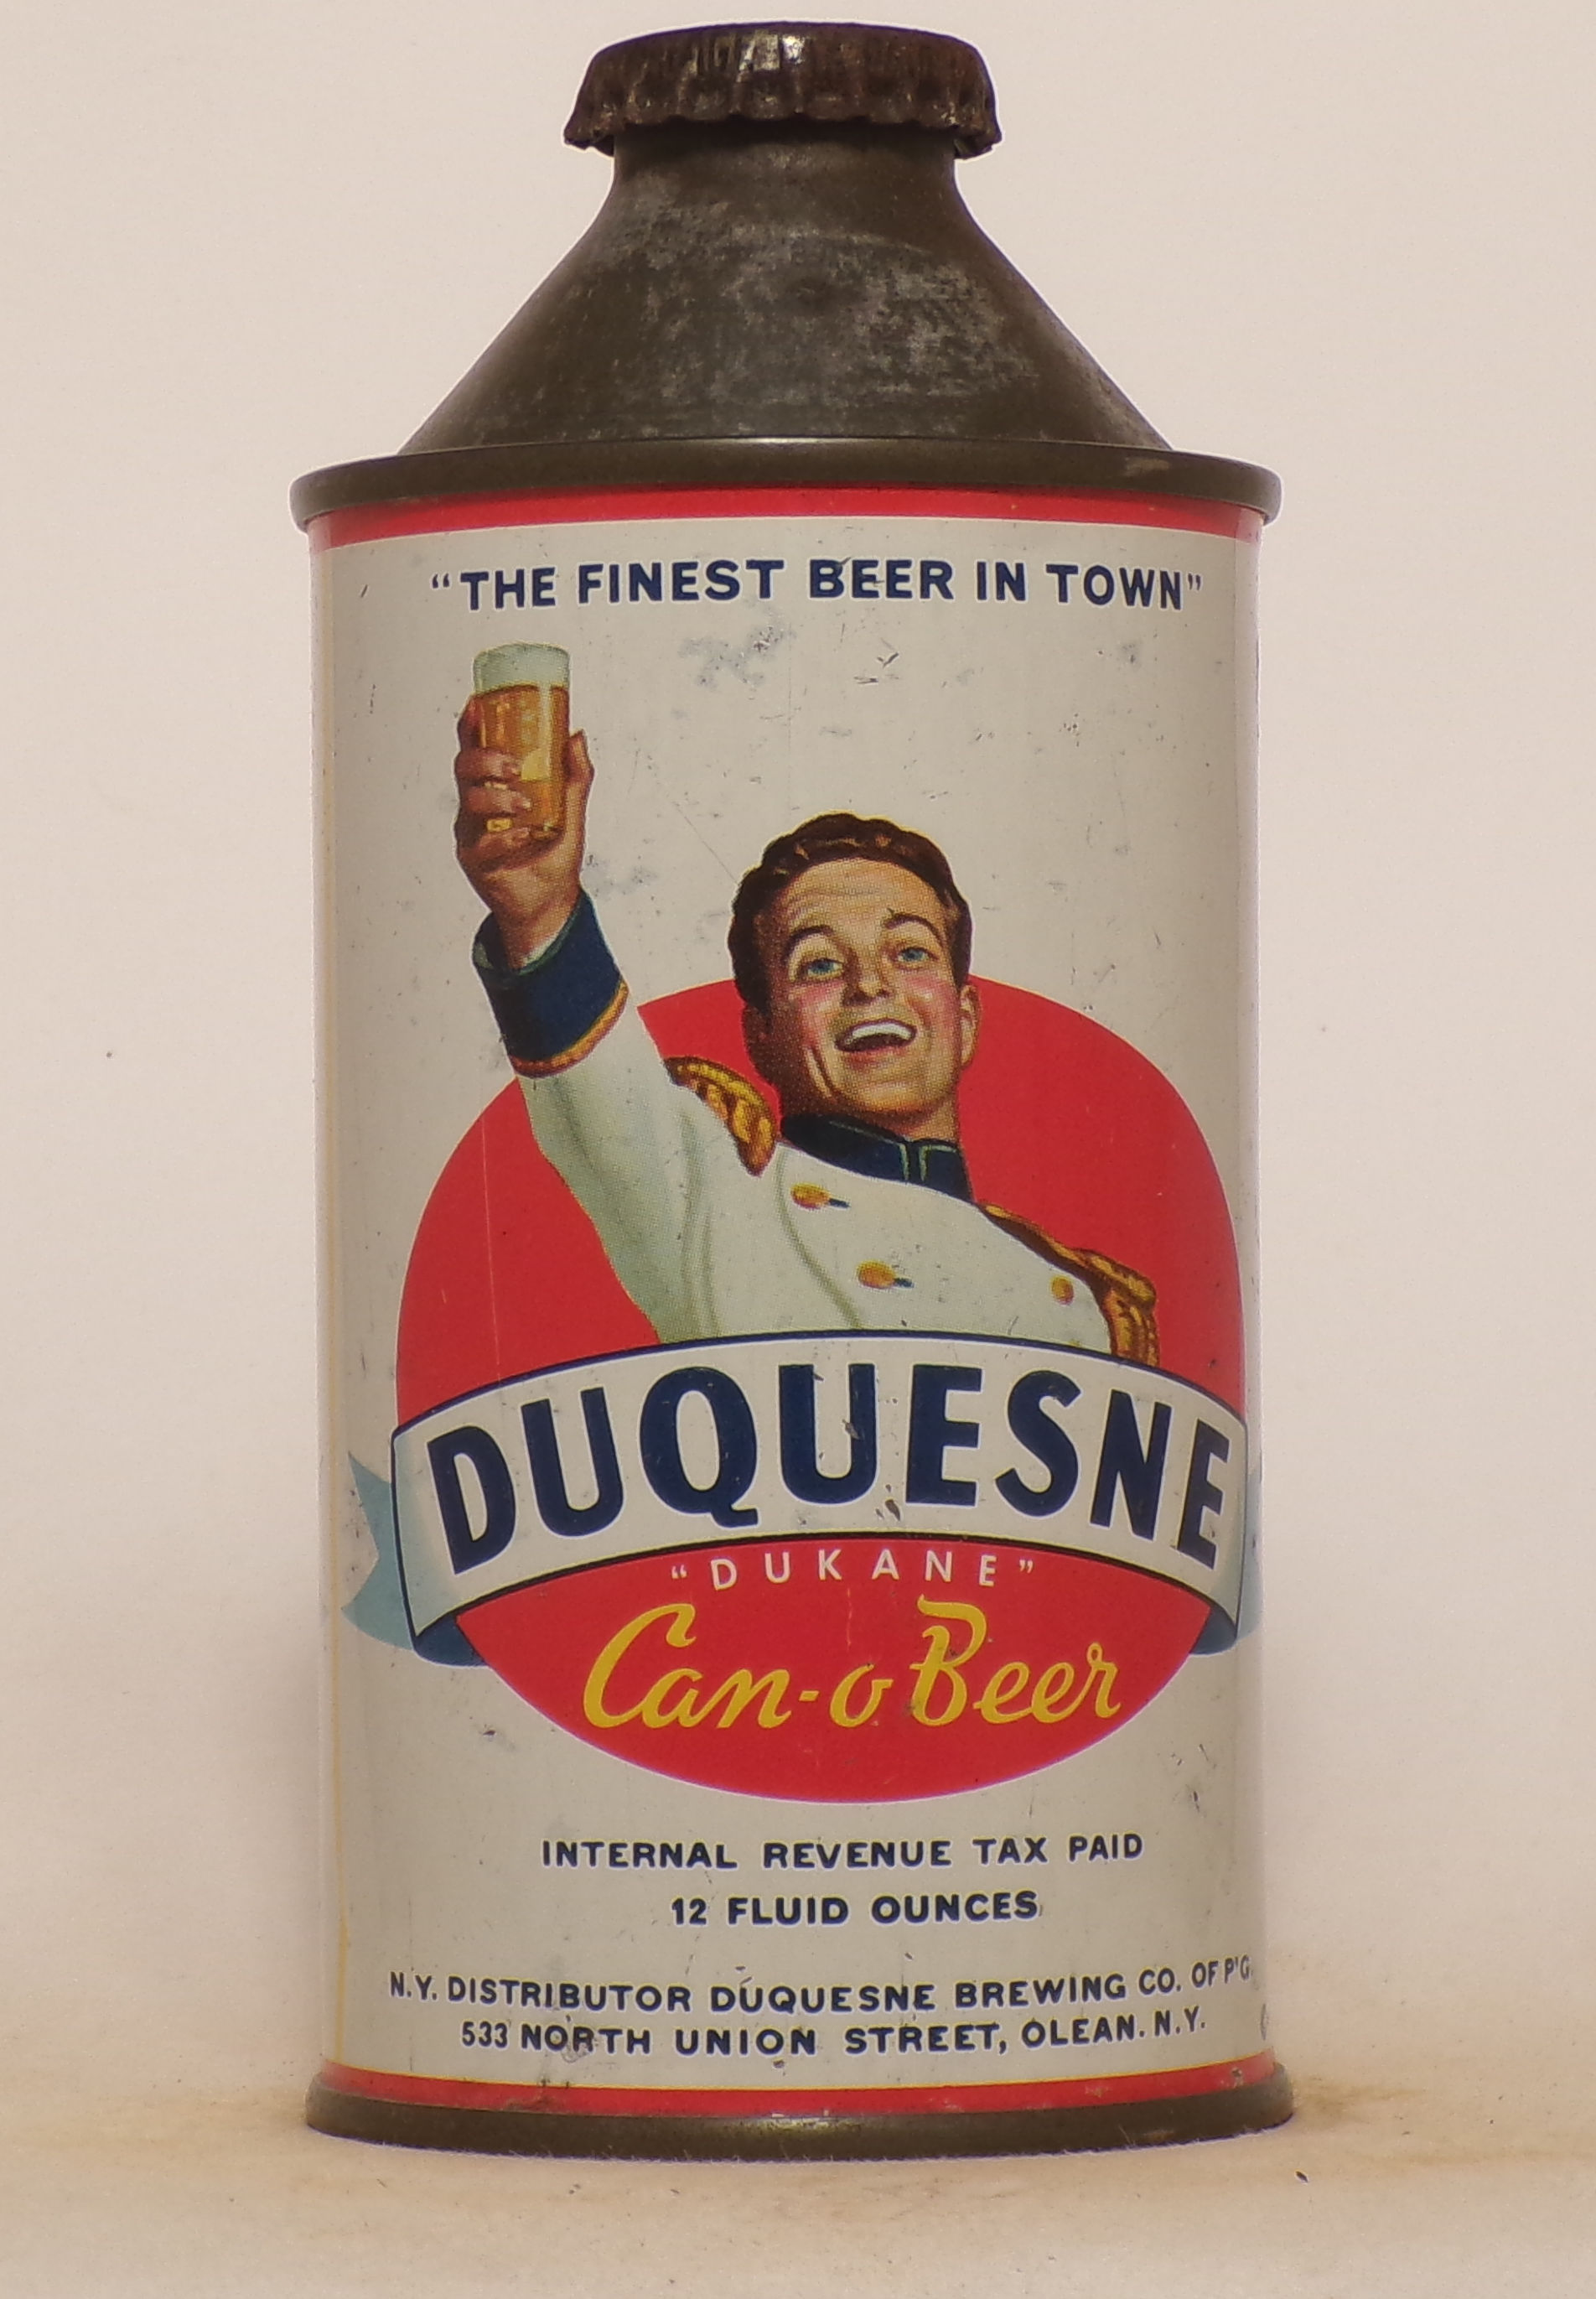 “THE FINEST BEER IN TOWN”
DUQUESNE
“DUKANE”
Can-o Beer
INTERNAL REVENUE TAX PAID
12 FLUID OUNCES
N.Y. DISTRIBUTOR DUQUESNE BREWING CO. OF P'G
533 NORTH UNION STREET, OLEAN. N.Y.